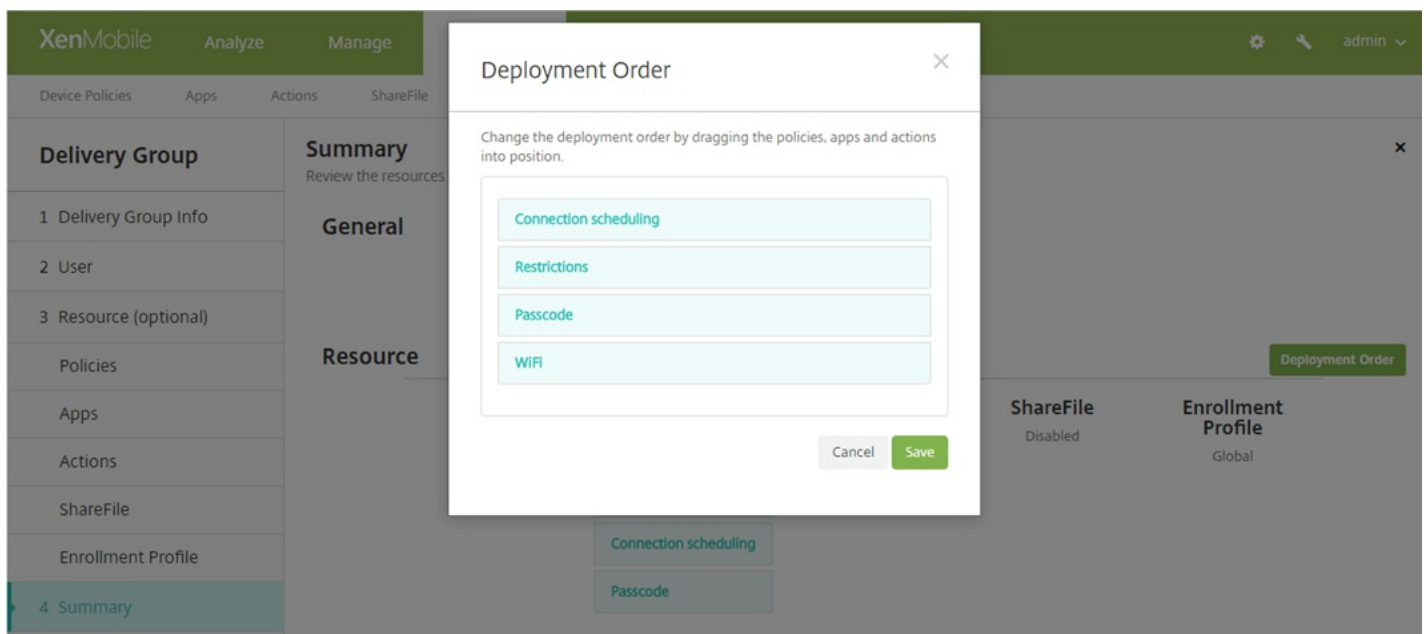 XenMobile Analyze Manage admin
Device Policies Apps Actions ShareFile
Deployment Order
Change the deployment order by dragging the policies, apps and actions
into position.
Connection scheduling
Restrictions
Passcode
WiFi
Cancel Save
Delivery Group
1 Delivery Group Info
2 User
3 Resource (optional)
Policies
Apps
Actions
ShareFile
Enrollment Profile
4 Summary
Summary
Review the resources
General
Resource
Deployment Order
ShareFile
Disabled
Enrollment
Profile
Global
Connection scheduling
Passcode